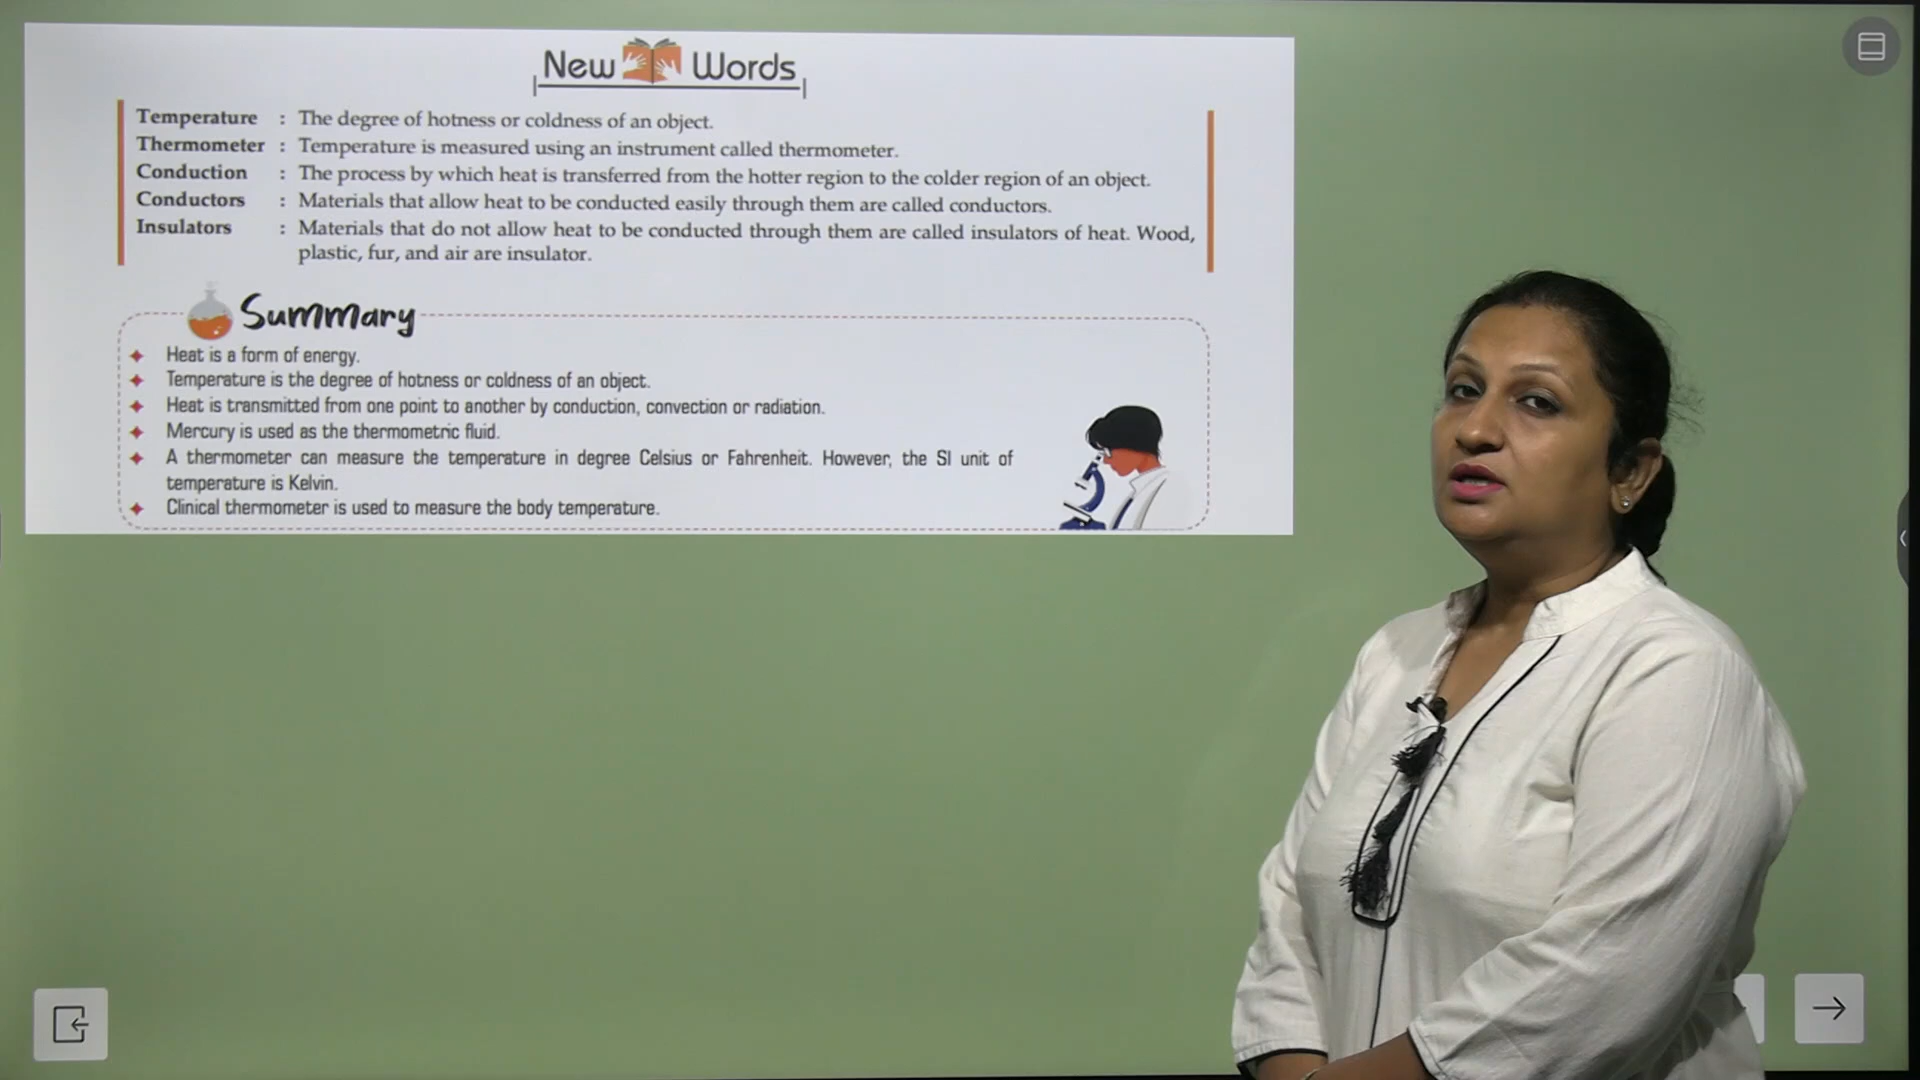 New Words
Temperature : The degree of hotness or coldness of an object.
Thermometer : Temperature is measured using an instrument called thermometer.
Conduction : The process by which heat is transferred from the hotter region to the colder region of an object.
Conductors : Materials that allow heat to be conducted easily through them are called conductors.
Insulators : Materials that do not allow heat to be conducted through them are called insulators of heat. Wood,
plastic, fur, and air are insulator.
Summary
Heat is a form of energy.
Temperature is the degree of hotness or coldness of an object.
Heat is transmitted from one point to another by conduction, convection or radiation.
Mercury is used as the thermometric fluid.
A thermometer can measure the temperature in degree Celsius or Fahrenheit. However, the SI unit of
temperature is Kelvin.
Clinical thermometer is used to measure the body temperature.